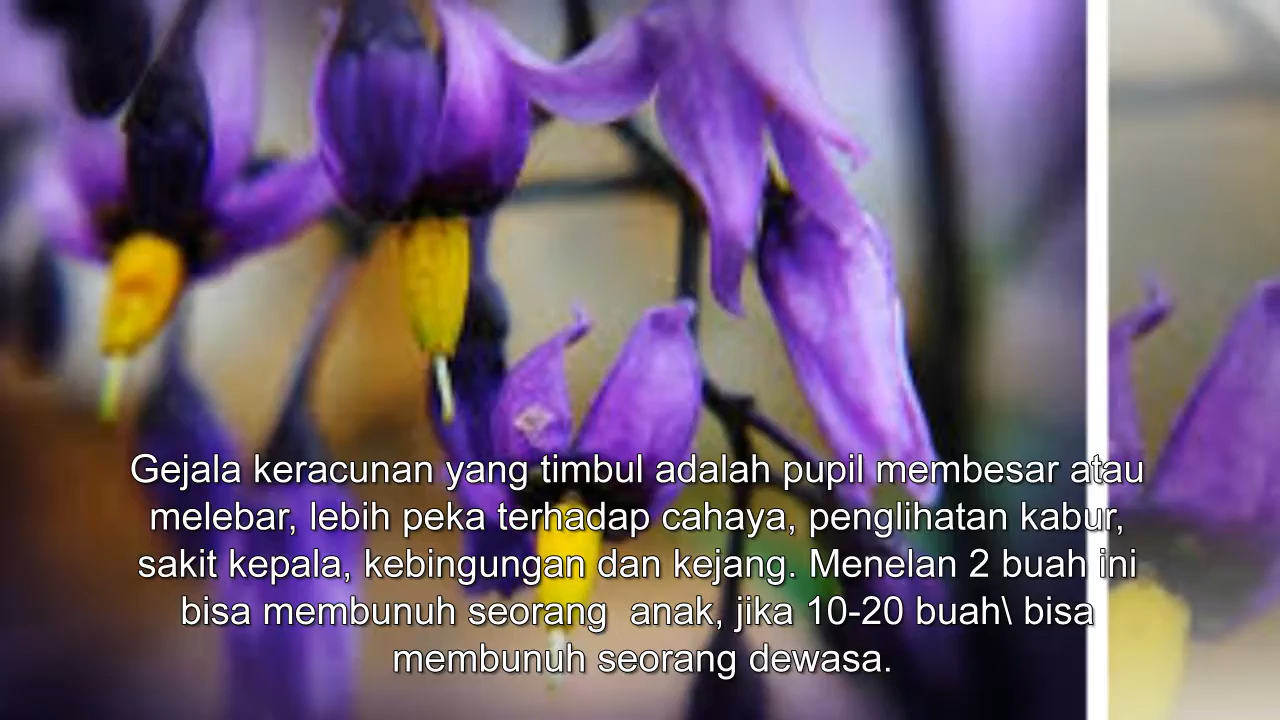 Gejala keracunan yang timbul adalah pupil membesar atau
melebar, lebih peka terhadap cahaya, penglihatan kabur,
sakit kepala, kebingungan dan kejang. Menelan 2 buah ini
bisa membunuh seorang  anak, jika 10-20 buah\ bisa
membunuh seorang dewasa.